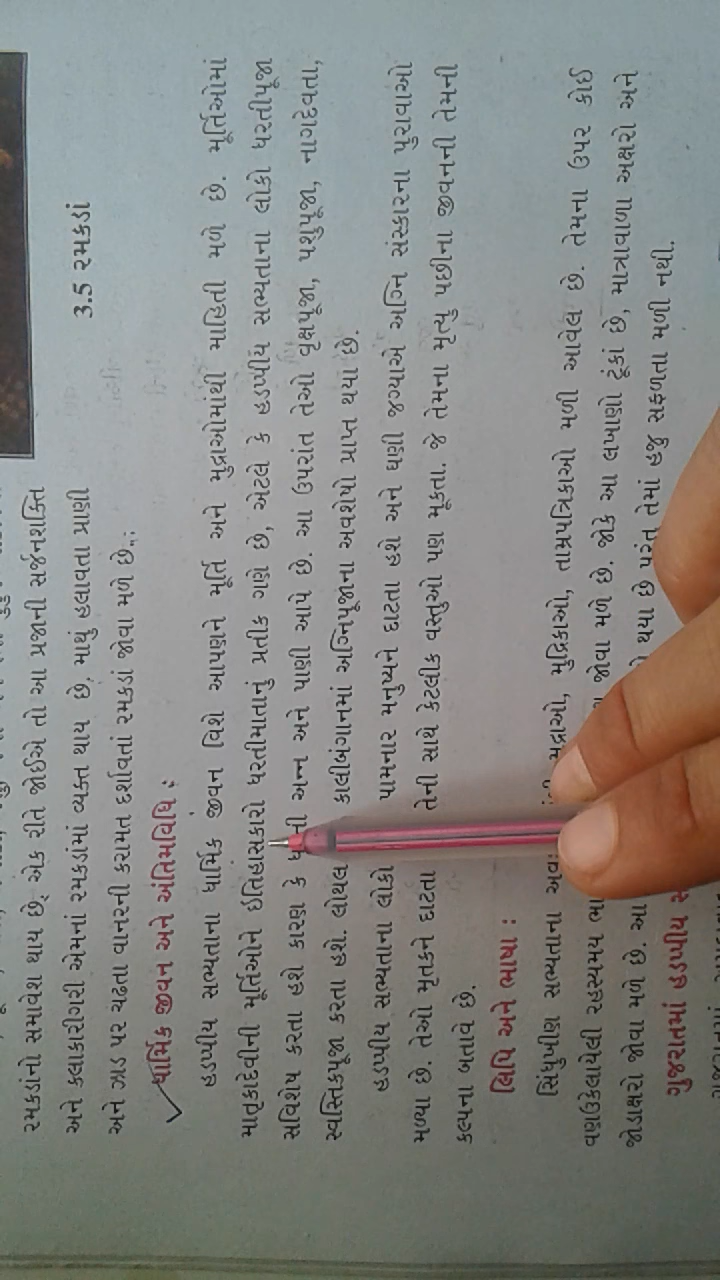 રમકડાંનો સમાવેશ થાય છે. એક રીતે જોઈએ તો આ પ્રજાની સર્જનશક્તિ
અને કલાકારીગરી એમનાં રમકડાંમાં વ્યક્ત થાય છે. માથું હલાવતા પ્રાણી
અને ઝાડ પર ચઢતા વાનરની કરામત દર્શાવતાં રમકડાં જોવા મળે છે.
3.5 રમકડાં
ધાર્મિક જીવન અને અંતિમવિધિ :
હડપ્પીય સભ્યતાના ધાર્મિક જીવન વિશે આપણને મૂર્તિ અને મુદ્રાઓમાંથી માહિતી મળે છે. મૂર્તિઓમાં
માતૃકાદેવીની મૂર્તિઓને ઇતિહાસકારો ધરતીમાતાનું પ્રતીક ગણે છે, એટલે કે હડપ્પીય સભ્યતાના લોકો ધરતીપૂજા
સવિશેષ કરતા હશે કારણ કે અન્ન અને પાણી આપે છે. આ ઉપરાંત તેઓ વૃક્ષપૂજા, પશુપૂજા, નાગદેવતા,
સ્વસ્તિકપૂજા કરતા હશે. લોથલ કાલીબંગાનમાં અગ્નિપૂજાના અવશેષો પ્રાપ્ત થયા છે.
હડપ્પીય સભ્યતાના લોકો પામનાર મનુષ્યને દાટતા હશે અને ઘણી જગ્યાએ અગ્નિ સંસ્કારના પુરાવાઓ
મળ્યા છે. તેઓ મૃતકને દાટતા તેની સાથે કેટલીક વસ્તુઓ પણ મૂકતા. જે તેમના મૃત્યુ પછીના જીવનની તેમની
કલ્પના બતાવે છે.
લિપિ અને ભાષા :
સિંધુખીણ સભ્યતાના મુદ્રાઓ, મુદ્રિકાઓ, તામ્રપત્રિકાઓ મળી આવેલ છે. તેમના ઉપર કોઈ
વણઉકેલાયેલી રહસ્યમય જોવા મળે છે. જોકે આ લખાણો ટૂંકાં છે, માત્રાવાળા અક્ષરો અને
જોડાક્ષરો જોવા મળે છે. આ થયા છે પરંતુ તેમાં હજુ સફળતા મળી નથી.
ગુજરાતમાં હડપ્પીય